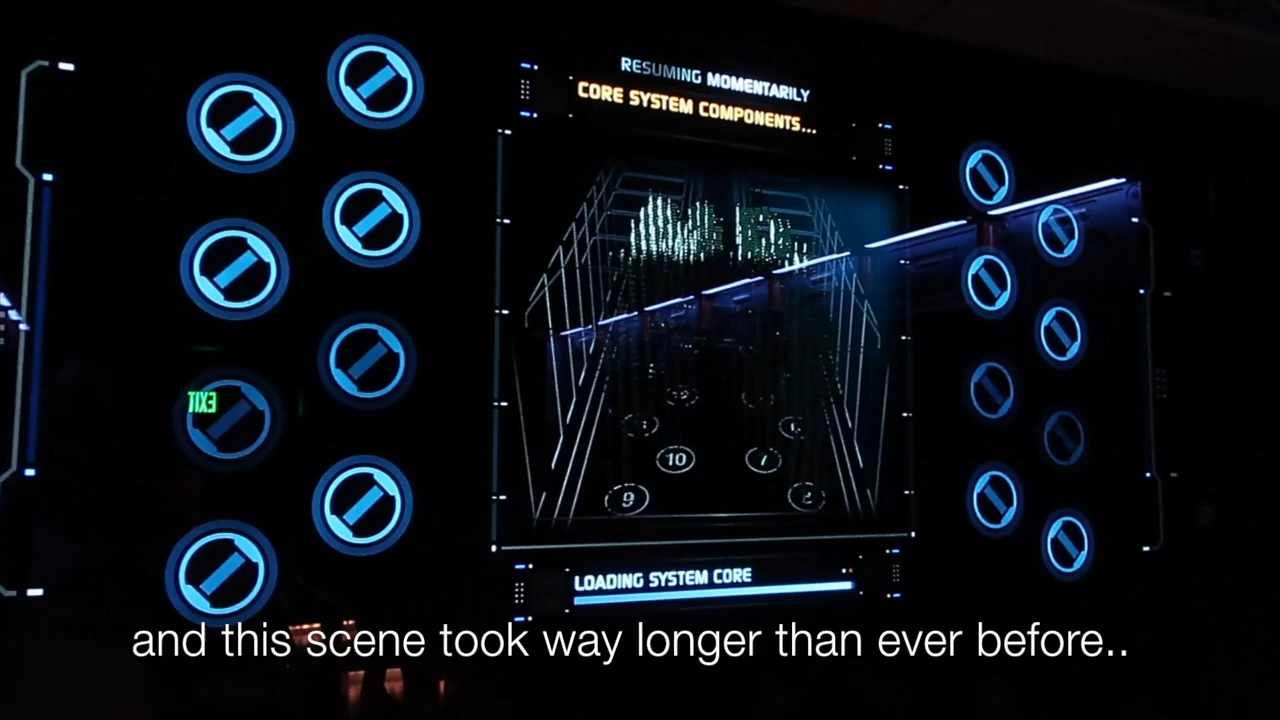 RESUMING MOMENTARILY
CORE SYSTEM COMPONENTS...
EXIT
10
7
9
2
LOADING SYSTEM CORE
and this scene took way longer than ever before..